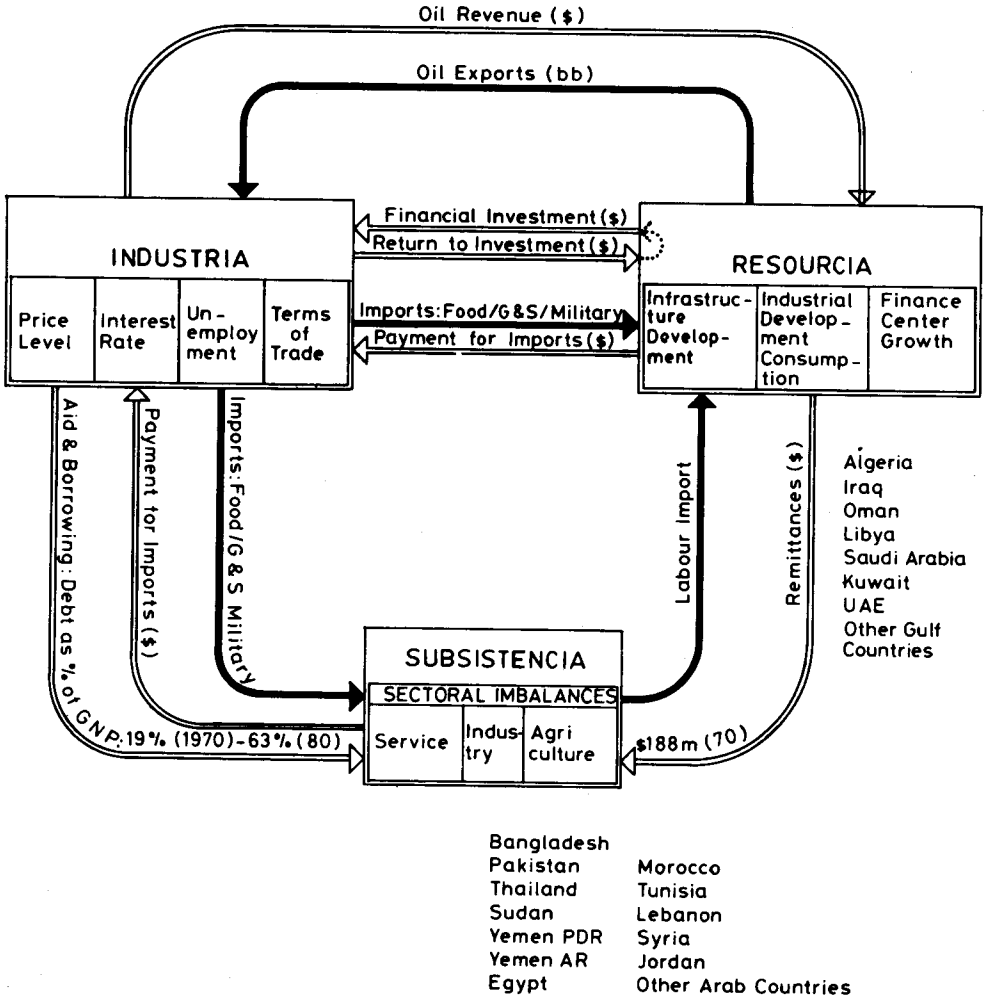 Oil Revenue ($)
Oil Exports (bb)
INDUSTRIA
Price
Level
Interest
Rate
Un-
employ
ment
Terms
of
Trade
Financial Investment ($)
Return to Investment ($)
Imports: Food/G&S/Military
Payment for Imports ($)
RESOURCIA
Infrastruc-
ture
Develop-
ment
Industrial
Develop-
ment
Consump-
tion
Finance
Center
Growth
Aid & Borrowing: Debt as % of GNP: 19% (1970) - 63% (80)
Payment for Imports ($)
Imports: Food/G & S Military
Labour Import
Remittances ($)
$188m (70)
Algeria
Iraq
Oman
Libya
Saudi Arabia
Kuwait
UAE
Other Gulf
Countries
SUBSISTENCIA
SECTORAL IMBALANCES
Service
Indus-
try
Agri
culture
Bangladesh
Pakistan
Thailand
Sudan
Yemen PDR
Yemen AR
Egypt
Morocco
Tunisia
Lebanon
Syria
Jordan
Other Arab Countries